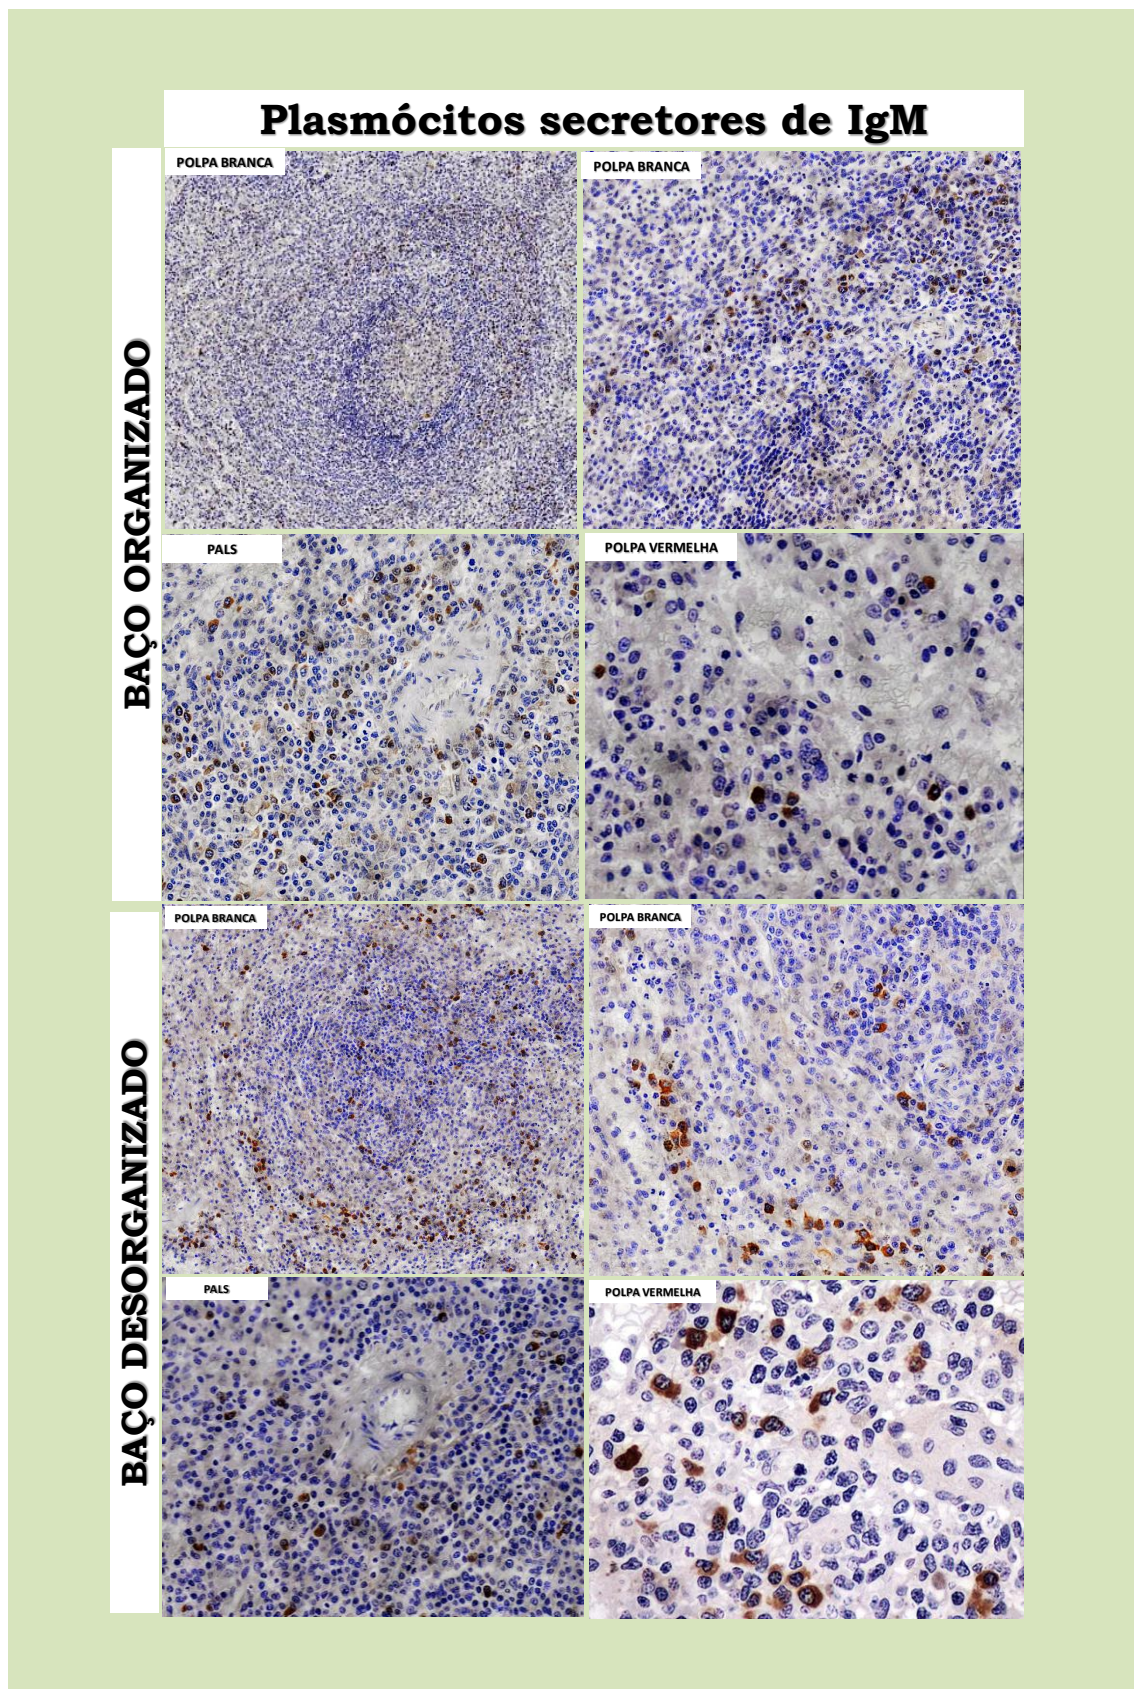 Plasmócitos secretores de IgM
BAÇO ORGANIZADO
POLPA BRANCA
POLPA BRANCA
PALS
POLPA VERMELHA
BAÇO DESORGANIZADO
POLPA BRANCA
POLPA BRANCA
PALS
POLPA VERMELHA